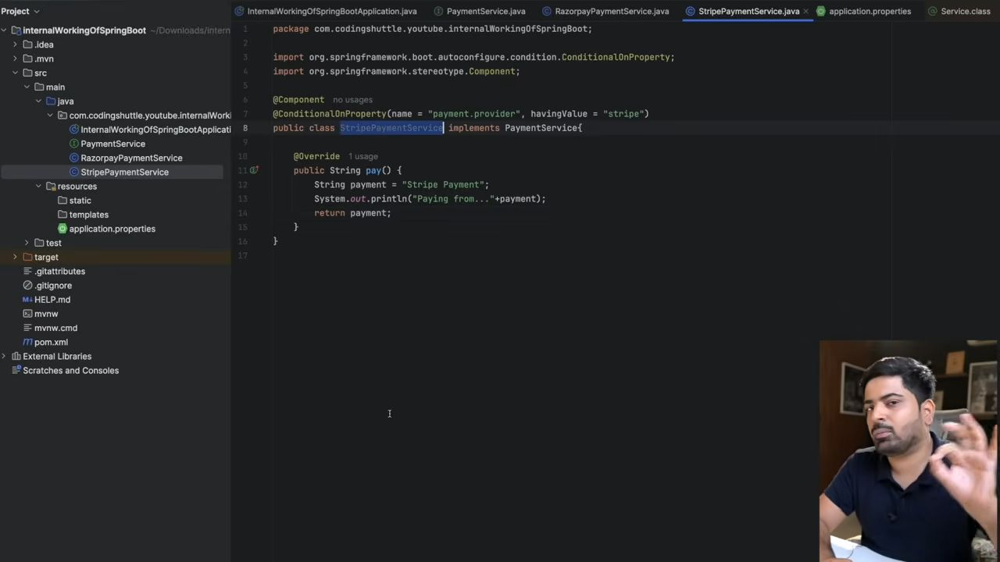 Project
InternalWorkingOfSpringBootApplication.java
PaymentService.java
RazorpayPaymentService.java
StripePaymentService.java
application.properties
Service.class
internalWorkingOfSpringBoot ~/Downloads/intern
.idea
.mvn
src
main
java
com.codingshuttle.youtube.internalWorki
InternalWorkingOfSpringBootApplicati
PaymentService
RazorpayPaymentService
StripePaymentService
resources
static
templates
application.properties
test
target
.gitattributes
.gitignore
HELP.md
mvnw
mvnw.cmd
pom.xml
External Libraries
Scratches and Consoles
1 package com.codingshuttle.youtube.internalWorkingOfSpringBoot;
2
3 import org.springframework.boot.autoconfigure.condition.ConditionalOnProperty;
4 import org.springframework.stereotype.Component;
5
6 @Component no usages
7 @ConditionalOnProperty(name = "payment.provider", havingValue = "stripe")
8 public class StripePaymentService implements PaymentService{
9
10 @Override 1 usage
11 public String pay() {
12 String payment = "Stripe Payment";
13 System.out.println("Paying from..."+payment);
14 return payment;
15 }
16 }
17